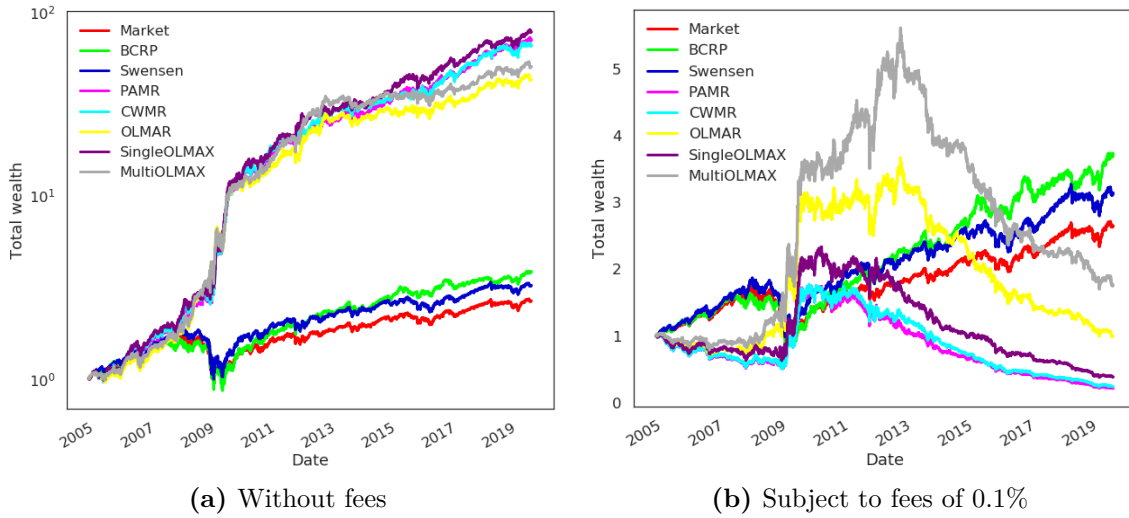 10²
10¹
10⁰
Total wealth
Market
BCRP
Swensen
PAMR
CWMR
OLMAR
SingleOLMAX
MultiOLMAX
2005 2007 2009 2011 2013 2015 2017 2019
Date
(a) Without fees
5
4
3
2
1
0
Total wealth
Market
BCRP
Swensen
PAMR
CWMR
OLMAR
SingleOLMAX
MultiOLMAX
2005 2007 2009 2011 2013 2015 2017 2019
Date
(b) Subject to fees of 0.1%